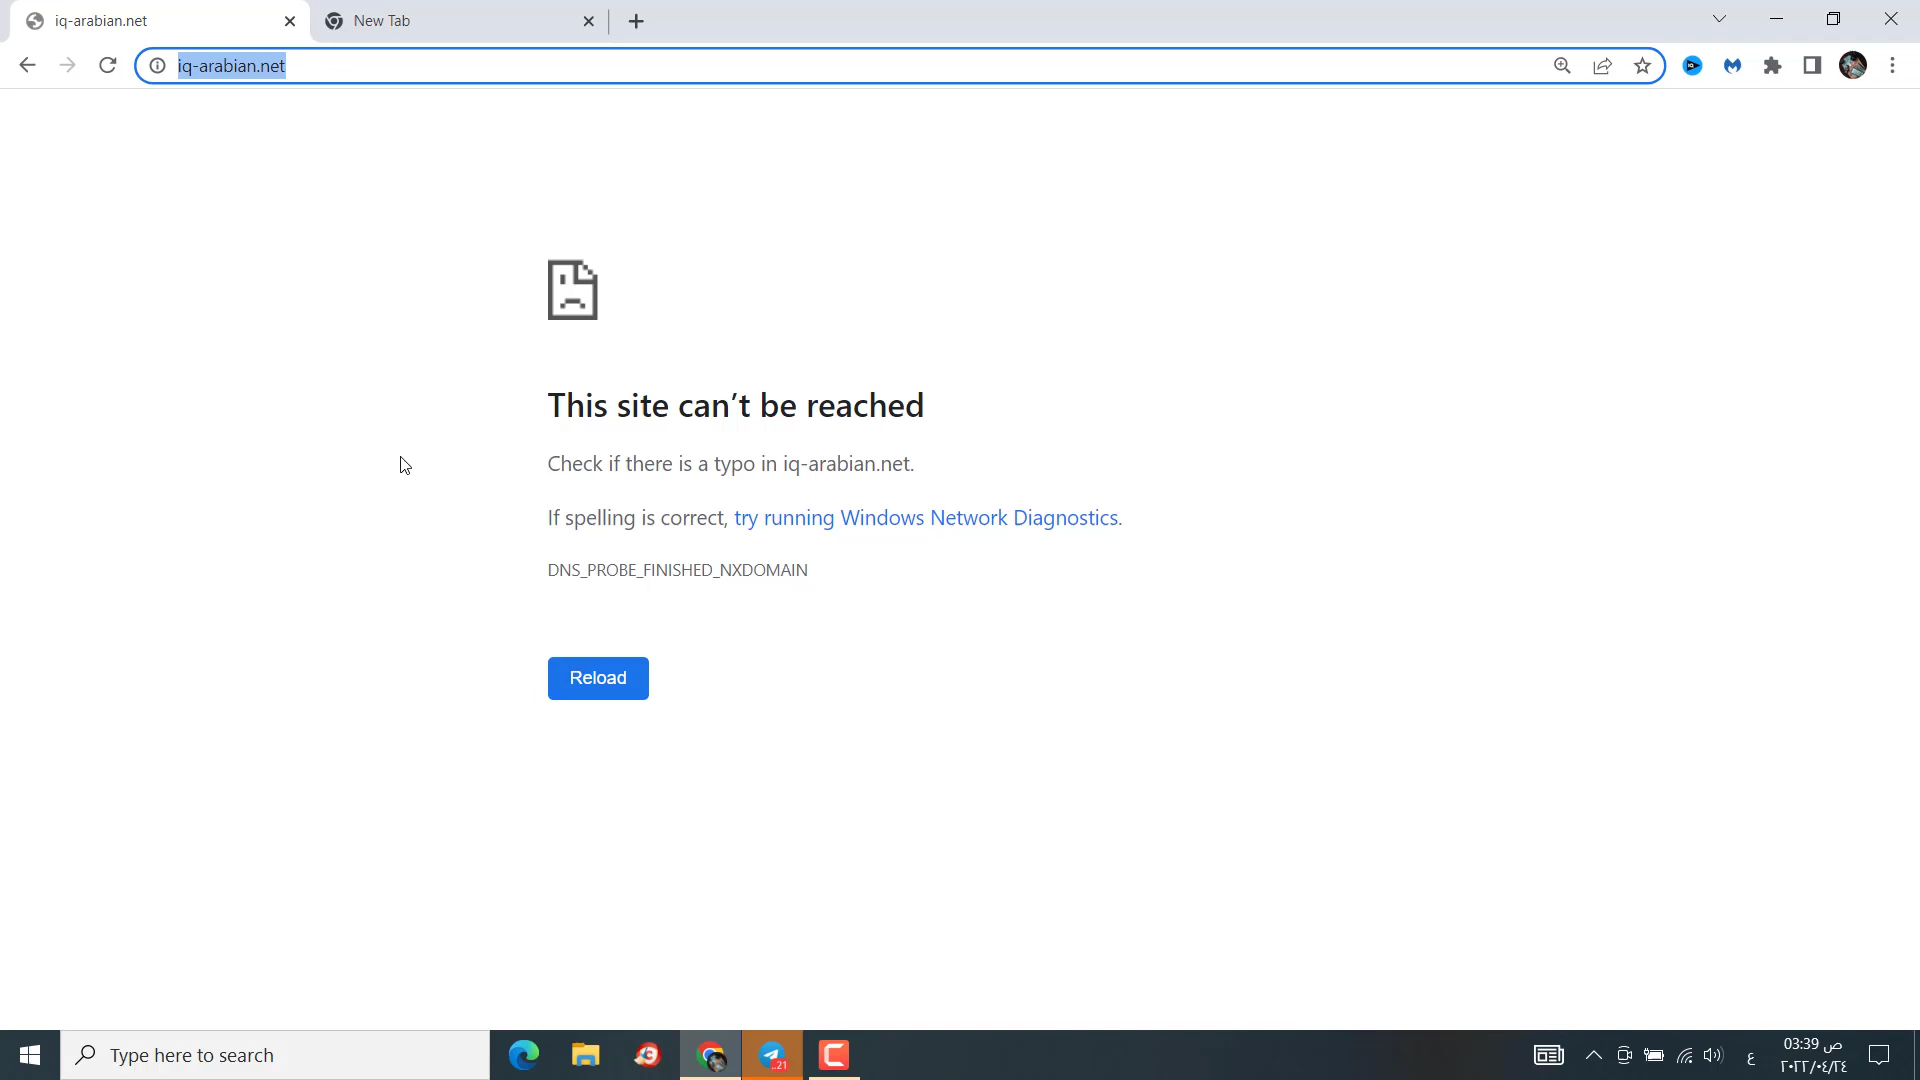 iq-arabian.net
New Tab
iq-arabian.net
This site can’t be reached
Check if there is a typo in iq-arabian.net.
If spelling is correct, try running Windows Network Diagnostics.
DNS_PROBE_FINISHED_NXDOMAIN
Reload
Type here to search
..21
ع
03:39 ص
٢٠٢٢/٠٤/٢٤